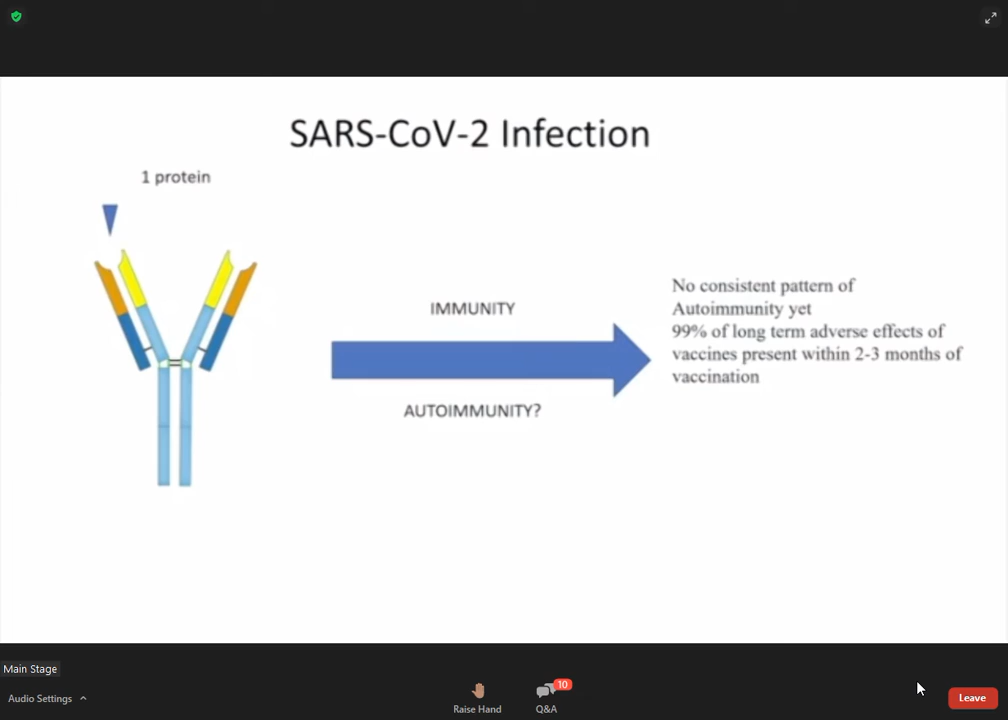 SARS-CoV-2 Infection
1 protein
IMMUNITY
AUTOIMMUNITY?
No consistent pattern of
Autoimmunity yet
99% of long term adverse effects of
vaccines present within 2-3 months of
vaccination
Main Stage
Audio Settings
Raise Hand
10
Q&A
Leave